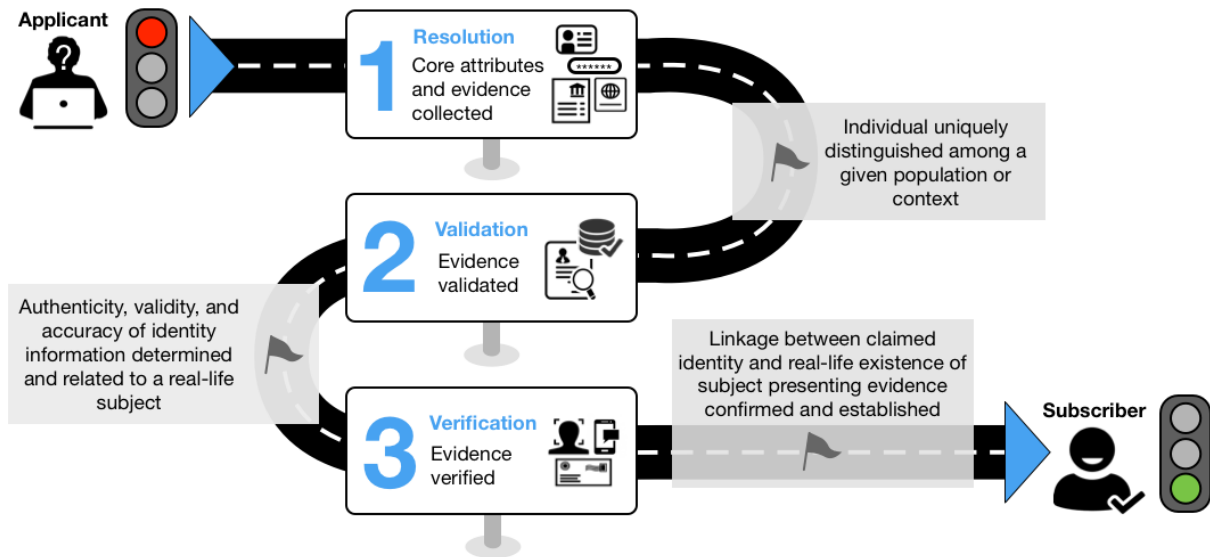 Applicant
?
1
Resolution
Core attributes
and evidence
collected
******
Individual uniquely
distinguished among a
given population or
context
2
Validation
Evidence
validated
Authenticity, validity, and
accuracy of identity
information determined
and related to a real-life
subject
3
Verification
Evidence
verified
Linkage between claimed
identity and real-life existence of
subject presenting evidence
confirmed and established
Subscriber